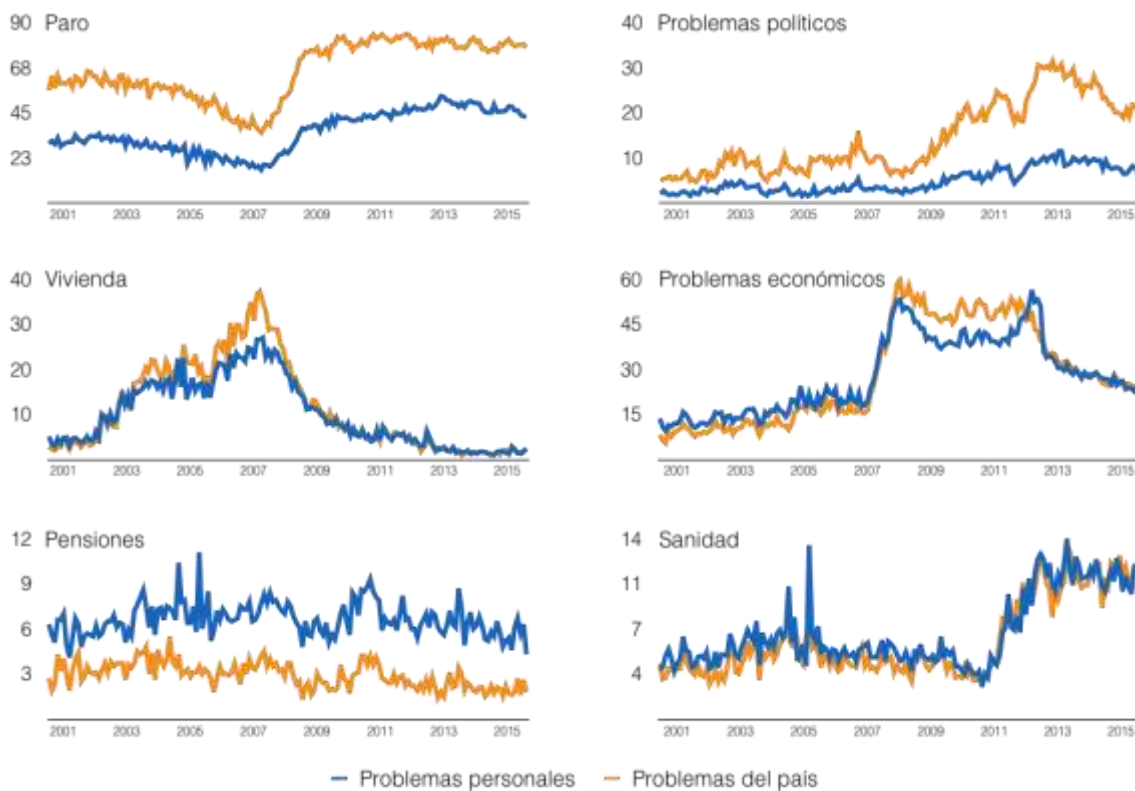 90 Paro
68
45
23
2001 2003 2005 2007 2009 2011 2013 2015
40 Problemas políticos
30
20
10
2001 2003 2005 2007 2009 2011 2013 2015
40 Vivienda
30
20
10
2001 2003 2005 2007 2009 2011 2013 2015
60 Problemas económicos
45
30
15
2001 2003 2005 2007 2009 2011 2013 2015
12 Pensiones
9
6
3
2001 2003 2005 2007 2009 2011 2013 2015
14 Sanidad
11
7
4
2001 2003 2005 2007 2009 2011 2013 2015
Problemas personales Problemas del país